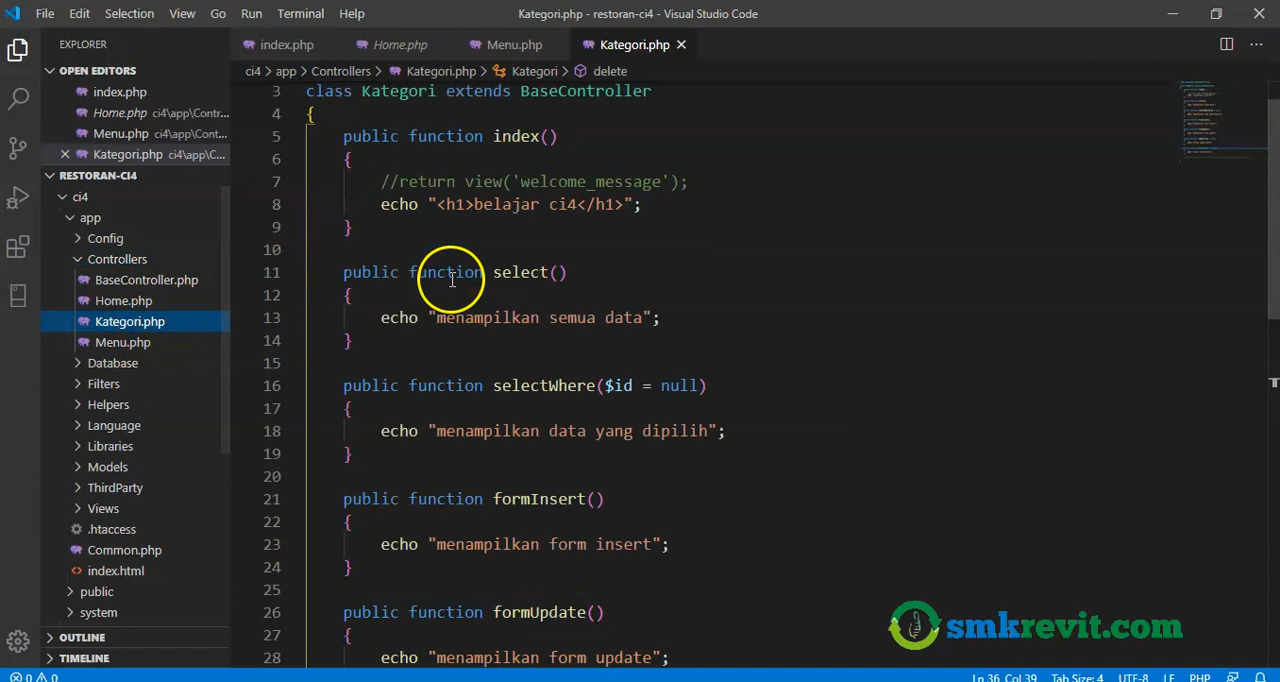 File Edit Selection View Go Run Terminal Help Kategori.php - restoran-ci4 - Visual Studio Code
EXPLORER
index.php Home.php Menu.php Kategori.php
OPEN EDITORS
index.php
Home.php ci4\app\Contr...
Menu.php ci4\app\Cont...
Kategori.php ci4\app\C...
RESTORAN-CI4
ci4
app
Config
Controllers
BaseController.php
Home.php
Kategori.php
Menu.php
Database
Filters
Helpers
Language
Libraries
Models
ThirdParty
Views
.htaccess
Common.php
index.html
public
system
OUTLINE
TIMELINE
ci4 > app > Controllers > Kategori.php > Kategori > delete
3 class Kategori extends BaseController
4 {
5 public function index()
6 {
7 //return view('welcome_message');
8 echo "<h1>belajar ci4</h1>";
9 }
10
11 public function select()
12 {
13 echo "menampilkan semua data";
14 }
15
16 public function selectWhere($id = null)
17 {
18 echo "menampilkan data yang dipilih";
19 }
20
21 public function formInsert()
22 {
23 echo "menampilkan form insert";
24 }
25
26 public function formUpdate()
27 {
28 echo "menampilkan form update";
smkrevit.com
0 0 Ln 36, Col 39 Tab Size: 4 UTF-8 LF PHP